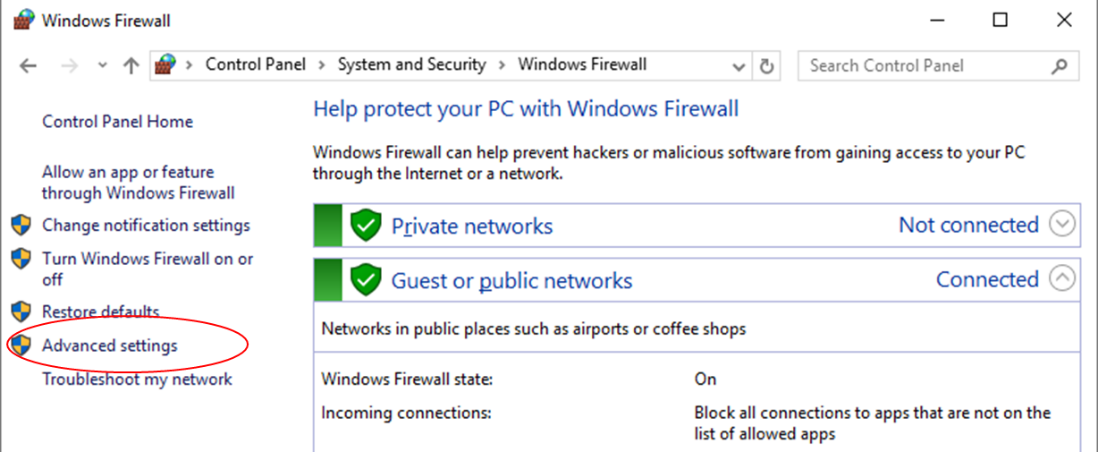 Windows Firewall
Control Panel > System and Security > Windows Firewall
Search Control Panel
Control Panel Home
Allow an app or feature
through Windows Firewall
Change notification settings
Turn Windows Firewall on or
off
Restore defaults
Advanced settings
Troubleshoot my network
Help protect your PC with Windows Firewall
Windows Firewall can help prevent hackers or malicious software from gaining access to your PC
through the Internet or a network.
Private networks Not connected
Guest or public networks Connected
Networks in public places such as airports or coffee shops
Windows Firewall state: On
Incoming connections: Block all connections to apps that are not on the
list of allowed apps